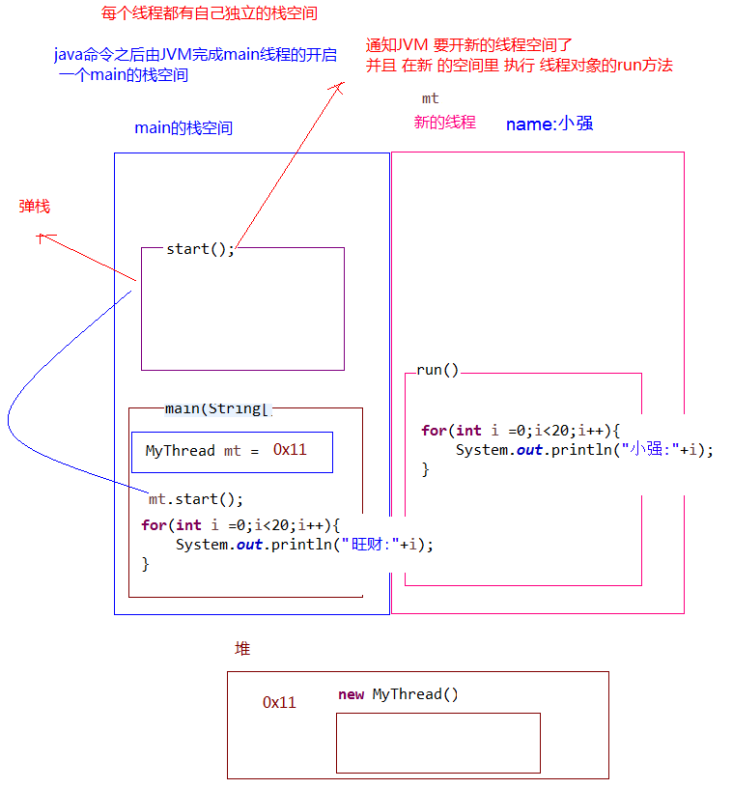 每个线程都有自己独立的栈空间
java命令之后由JVM完成main线程的开启
一个main的栈空间
通知JVM 要开新的线程空间了
并且 在新 的空间里 执行 线程对象的run方法
mt
新的线程 name:小强
main的栈空间
弹栈
start();
run()
for(int i =0;i<20;i++){
System.out.println("小强:"+i);
}
main(String[
MyThread mt = 0x11
mt.start();
for(int i =0;i<20;i++){
System.out.println("旺财:"+i);
}
堆
0x11
new MyThread()